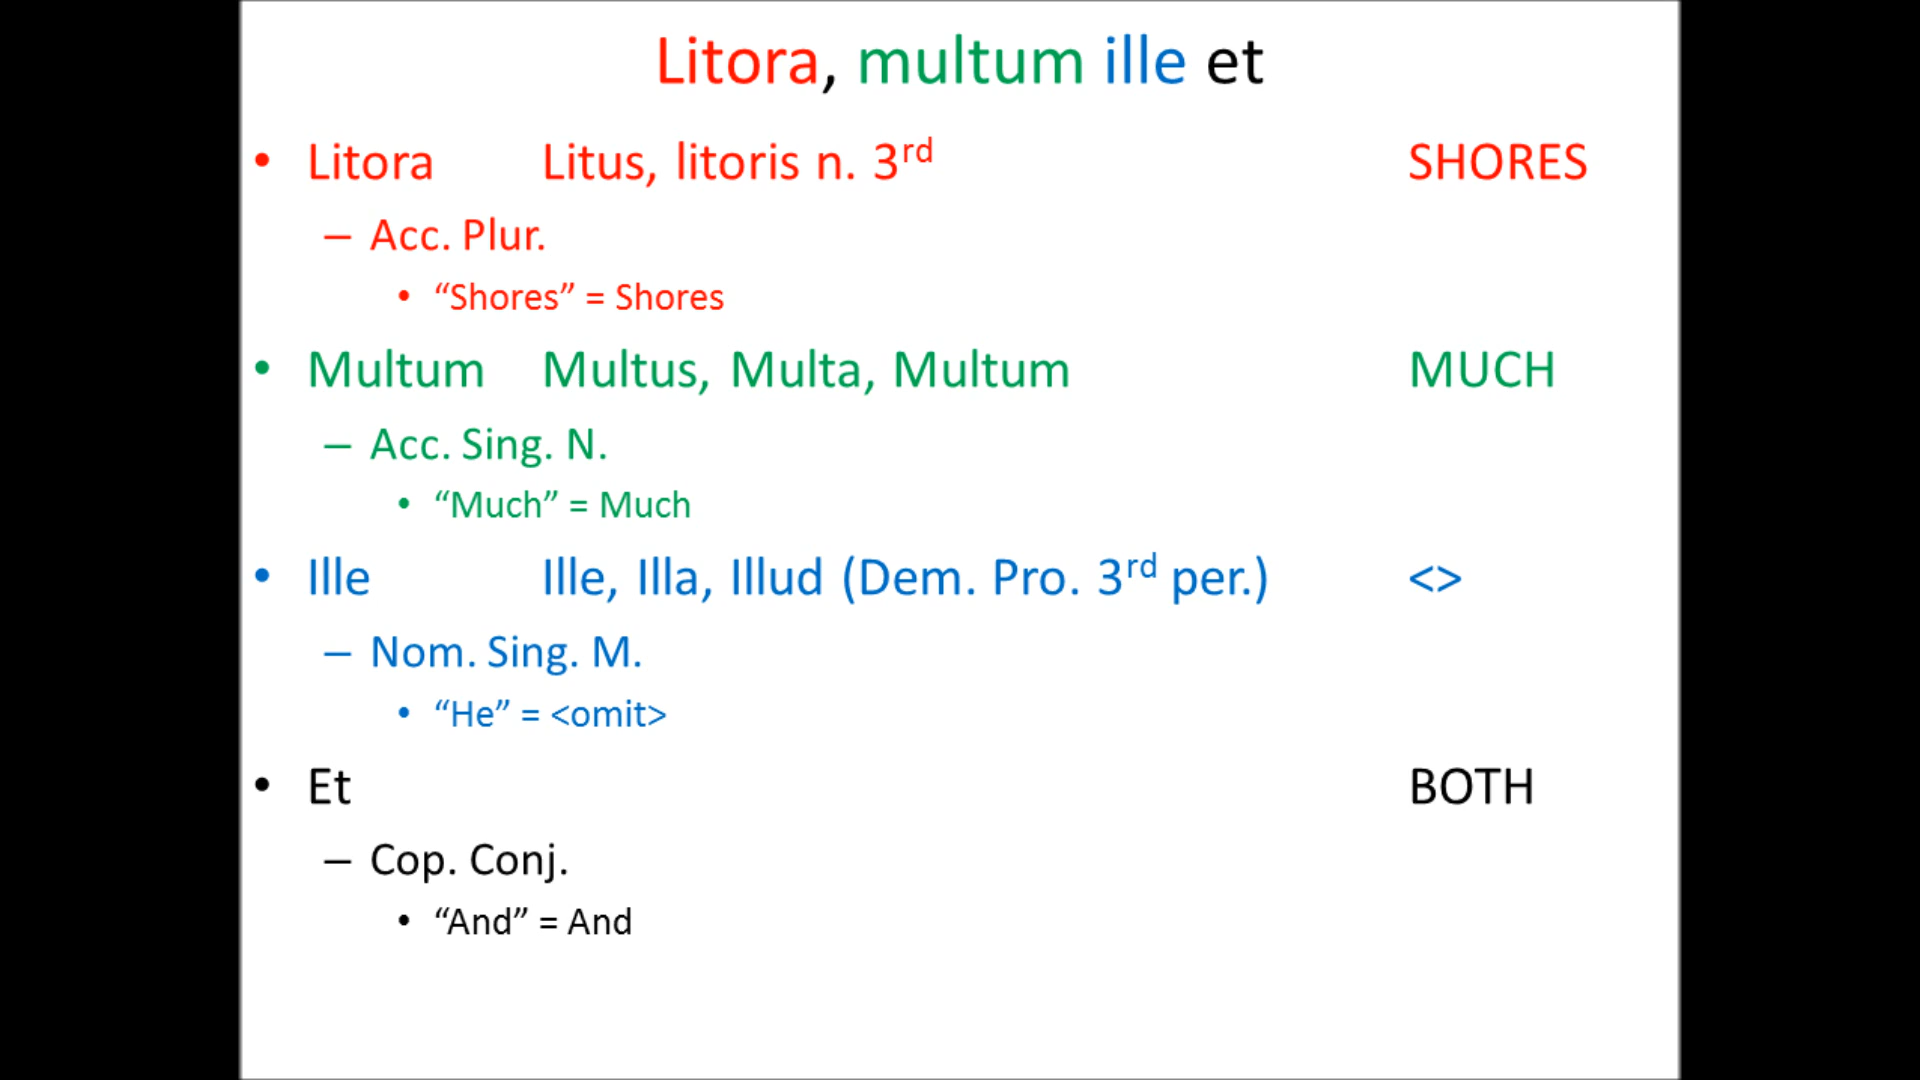 Litora, multum ille et
• Litora Litus, litoris n. 3rd SHORES
– Acc. Plur.
• “Shores” = Shores
• Multum Multus, Multa, Multum MUCH
– Acc. Sing. N.
• “Much” = Much
• Ille Ille, Illa, Illud (Dem. Pro. 3rd per.) <>
– Nom. Sing. M.
• “He” = <omit>
• Et BOTH
– Cop. Conj.
• “And” = And